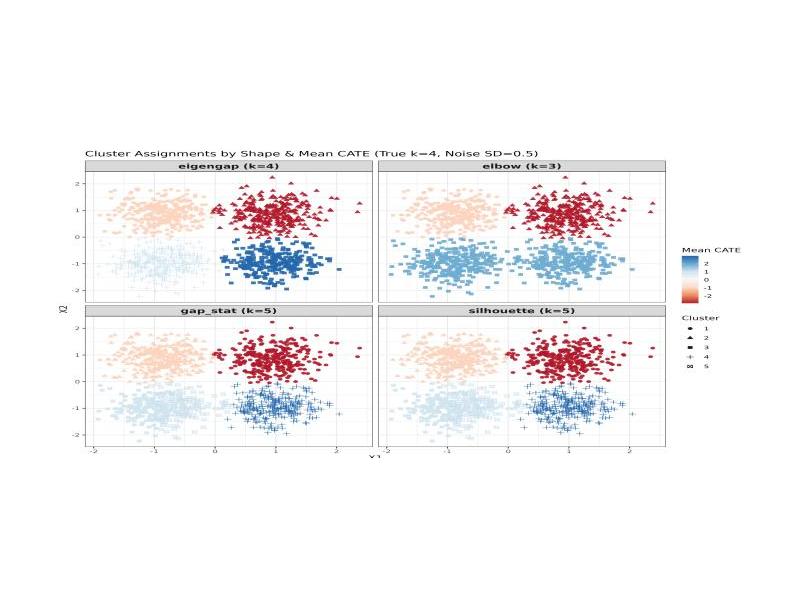 Cluster Assignments by Shape & Mean CATE (True k=4, Noise SD=0.5)
eigengap (k=4)
elbow (k=3)
2
1
0
-1
-2
gap_stat (k=5)
silhouette (k=5)
2
1
0
-1
-2
-2 -1 0 1 2
-2 -1 0 1 2
X2
Mean CATE
2
1
0
-1
-2
Cluster
1
2
3
4
5